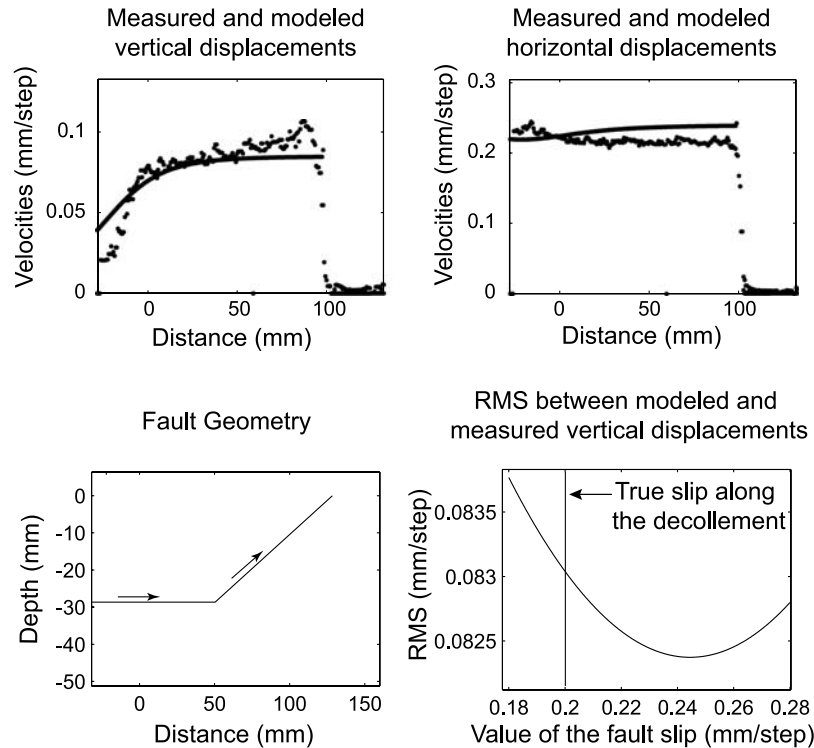 Measured and modeled
vertical displacements
Velocities (mm/step)
0.1
0.05
0
0
50
100
Distance (mm)
Measured and modeled
horizontal displacements
Velocities (mm/step)
0.3
0.2
0.1
0
0
50
100
Distance (mm)
Fault Geometry
Depth (mm)
0
-10
-20
-30
-40
-50
0
50
100
150
Distance (mm)
RMS between modeled and
measured vertical displacements
RMS (mm/step)
0.0835
0.083
0.0825
True slip along
the decollement
0.18
0.2
0.22
0.24
0.26
0.28
Value of the fault slip (mm/step)